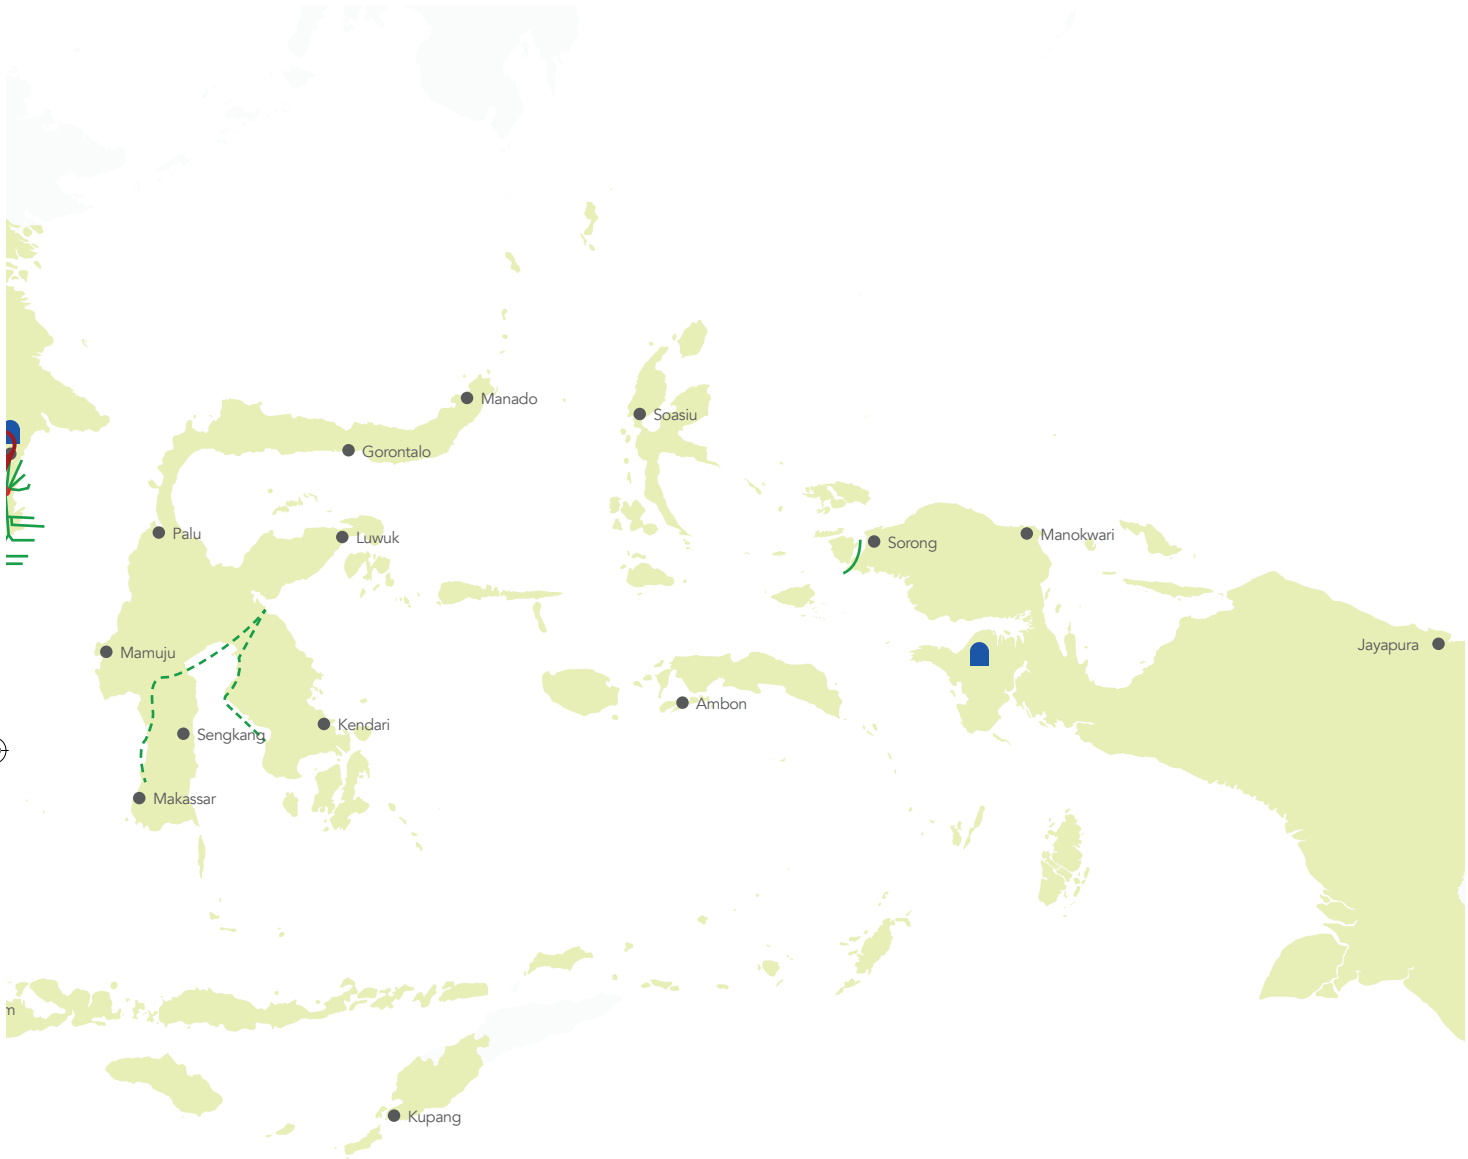 Manado
Soasiu
Gorontalo
Palu
Luwuk
Manokwari
Sorong
Jayapura
Mamuju
Ambon
Kendari
Sengkang
Makassar
m
Kupang